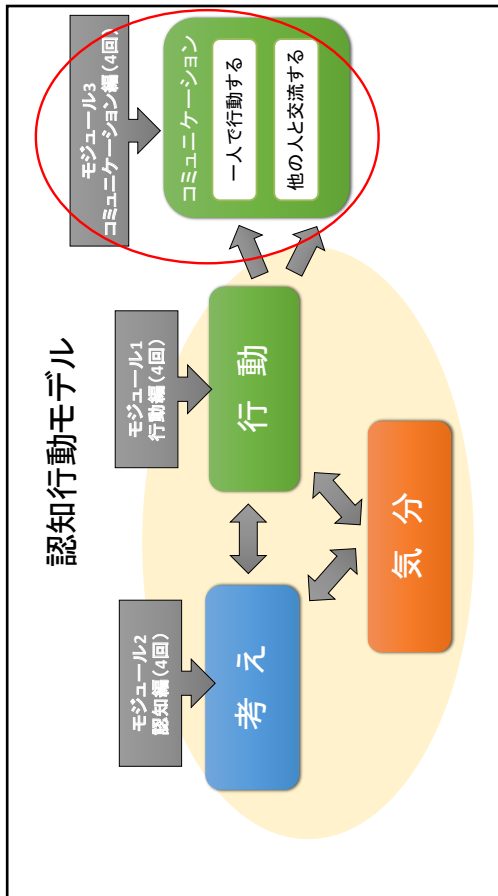 認知行動モデル
モジュール2
認知編(4回)
モジュール1
行動編(4回)
モジュール3
コミュニケーション編(4回)
考え
行動
気分
コミュニケーション
一人で行動する
他の人と交流する